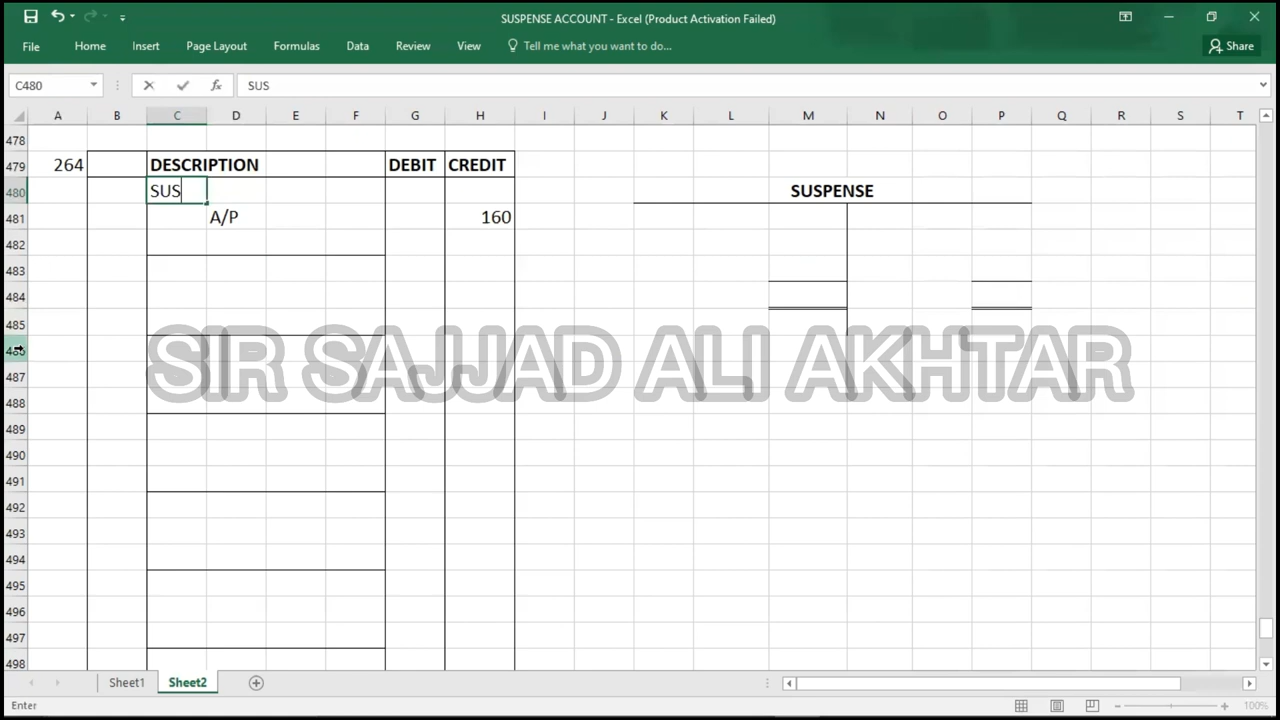 SUSPENSE ACCOUNT - Excel (Product Activation Failed)
File Home Insert Page Layout Formulas Data Review View Tell me what you want to do... Share
C480 fx SUS
A B C D E F G H I J K L M N O P Q R S T
478
479 264 DESCRIPTION DEBIT CREDIT
480 SUS SUSPENSE
481 A/P 160
482
483
484
485
486
SIR SAJJAD ALI AKHTAR
487
488
489
490
491
492
493
494
495
496
497
498
Sheet1 Sheet2
Enter 100%